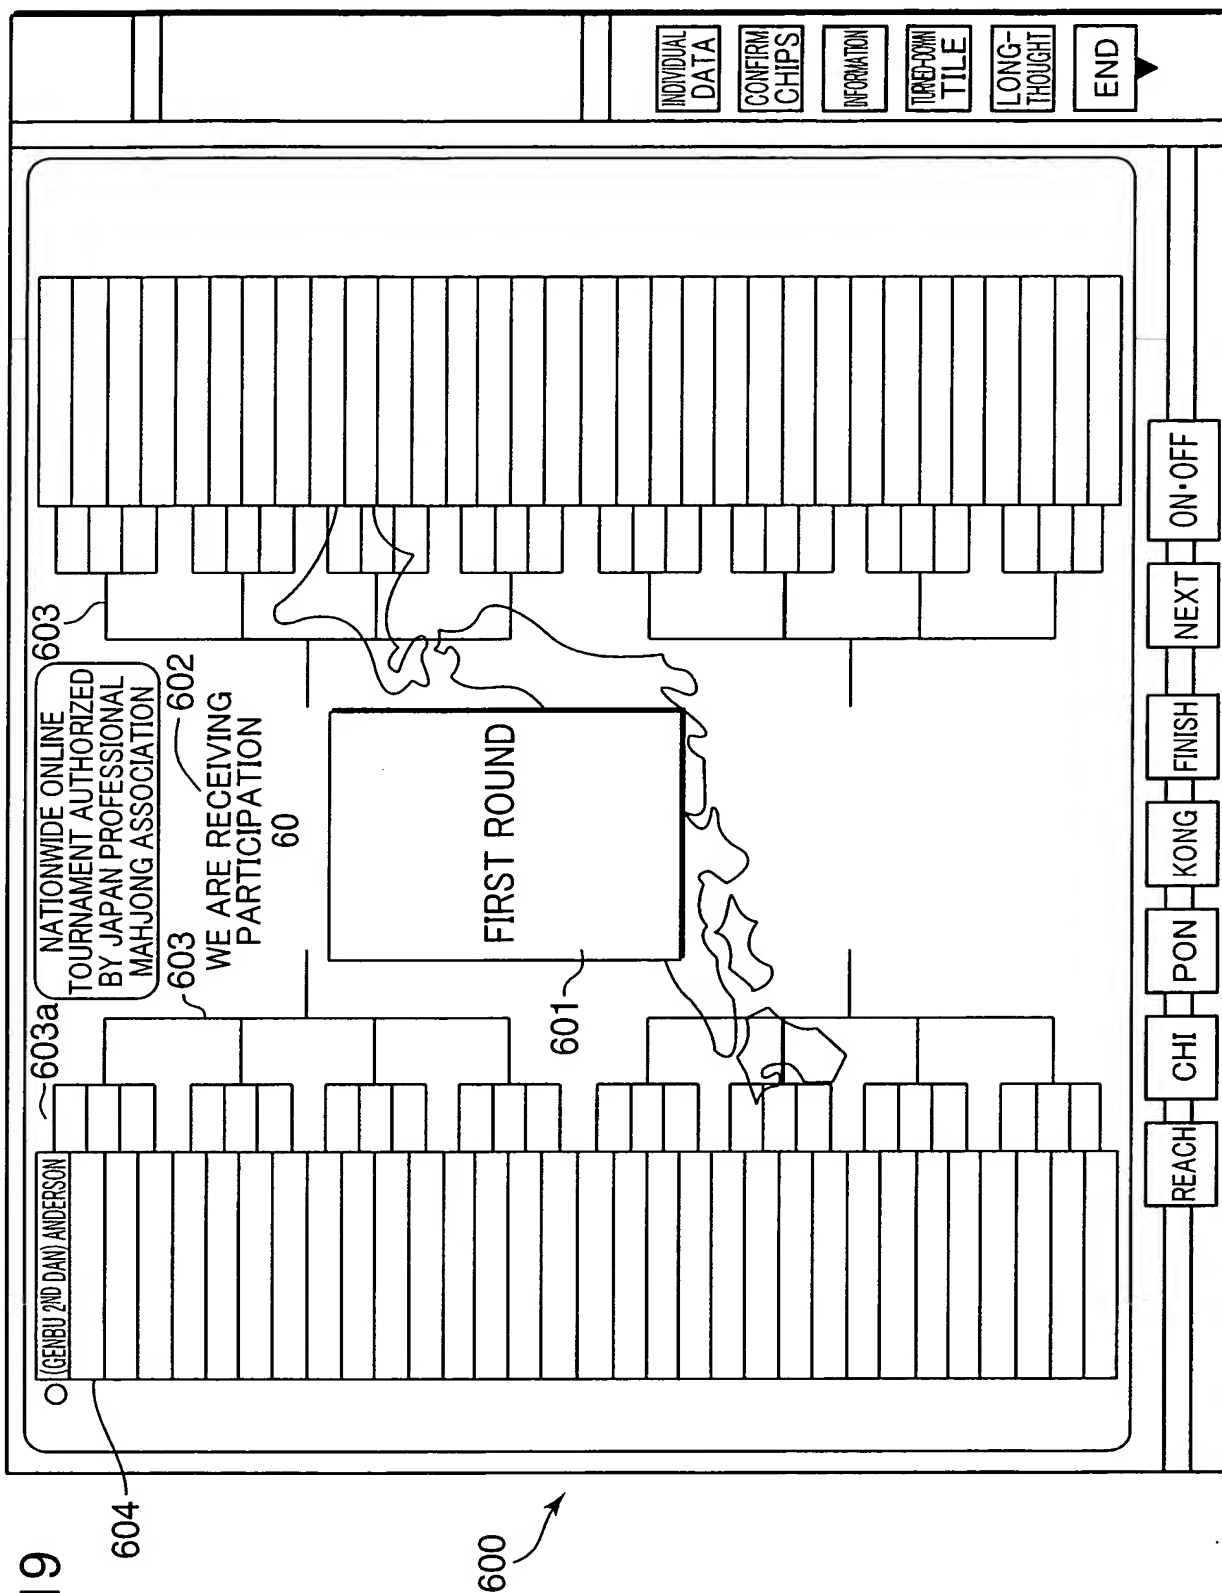 19
600
604
603a
603
603
602
601
NATIONWIDE ONLINE
TOURNAMENT AUTHORIZED
BY JAPAN PROFESSIONAL
MAHJONG ASSOCIATION
WE ARE RECEIVING
PARTICIPATION
60
(GENBU 2ND DAN) ANDERSON
FIRST ROUND
INDIVIDUAL
DATA
CONFIRM
CHIPS
INFORMATION
TURNED-DOWN
TILE
LONG-
THOUGHT
END
REACH
CHI
PON
KONG
FINISH
NEXT
ON·OFF